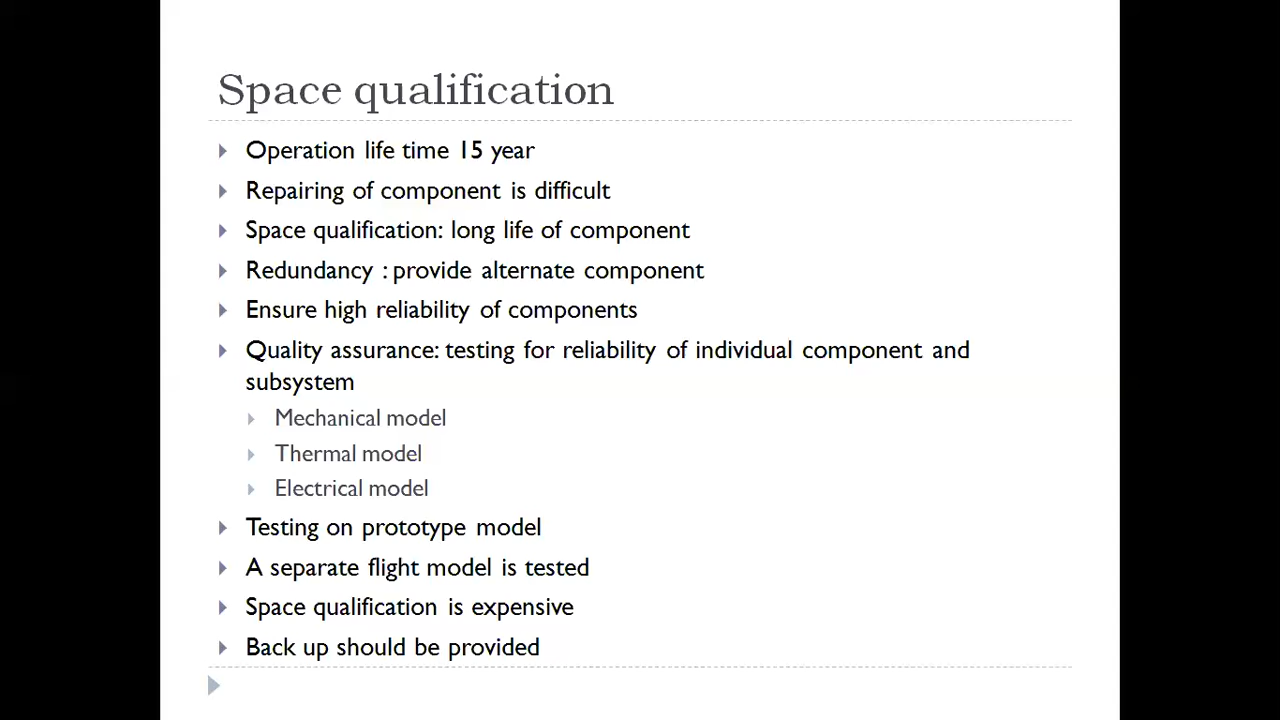 Space qualification
Operation life time 15 year
Repairing of component is difficult
Space qualification: long life of component
Redundancy : provide alternate component
Ensure high reliability of components
Quality assurance: testing for reliability of individual component and
subsystem
Mechanical model
Thermal model
Electrical model
Testing on prototype model
A separate flight model is tested
Space qualification is expensive
Back up should be provided